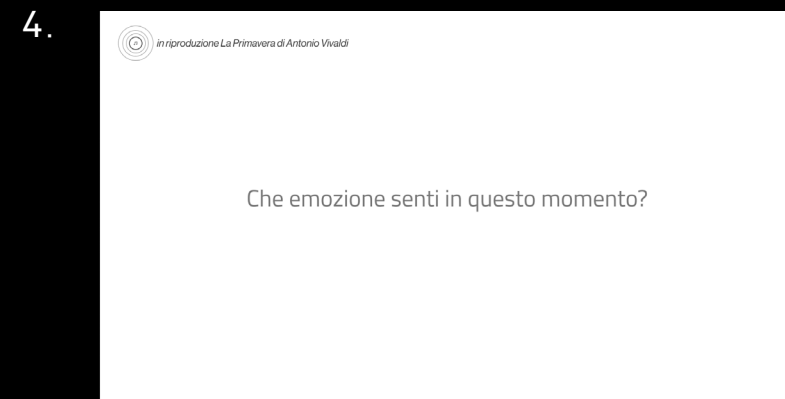 4.
in riproduzione La Primavera di Antonio Vivaldi
Che emozione senti in questo momento?